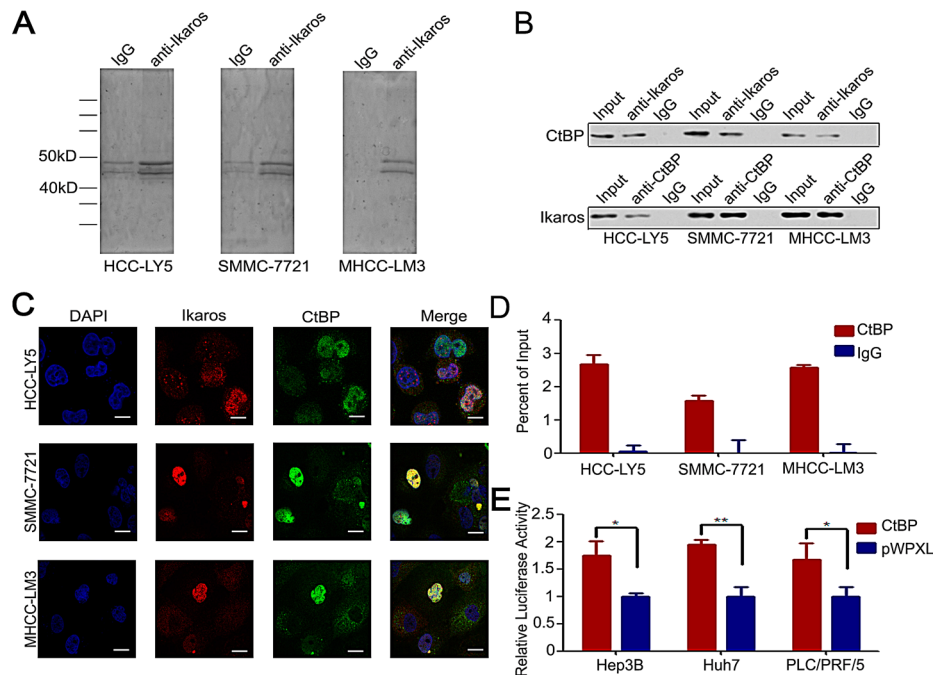 A
IgG
anti-Ikaros
IgG
anti-Ikaros
IgG
anti-Ikaros
50kD
40kD
HCC-LY5
SMMC-7721
MHCC-LM3
B
Input
anti-Ikaros
IgG
Input
anti-Ikaros
IgG
Input
anti-Ikaros
IgG
CtBP
Input
anti-CtBP
IgG
Input
anti-CtBP
IgG
Input
anti-CtBP
IgG
Ikaros
HCC-LY5
SMMC-7721
MHCC-LM3
C
DAPI
Ikaros
CtBP
Merge
HCC-LY5
SMMC-7721
MHCC-LM3
D
Percent of Input
4
3
2
1
0
CtBP
IgG
HCC-LY5
SMMC-7721
MHCC-LM3
E
Relative Luciferase Activity
2.5
2
1.5
1
0.5
0
*
**
*
CtBP
pWPXL
Hep3B
Huh7
PLC/PRF/5